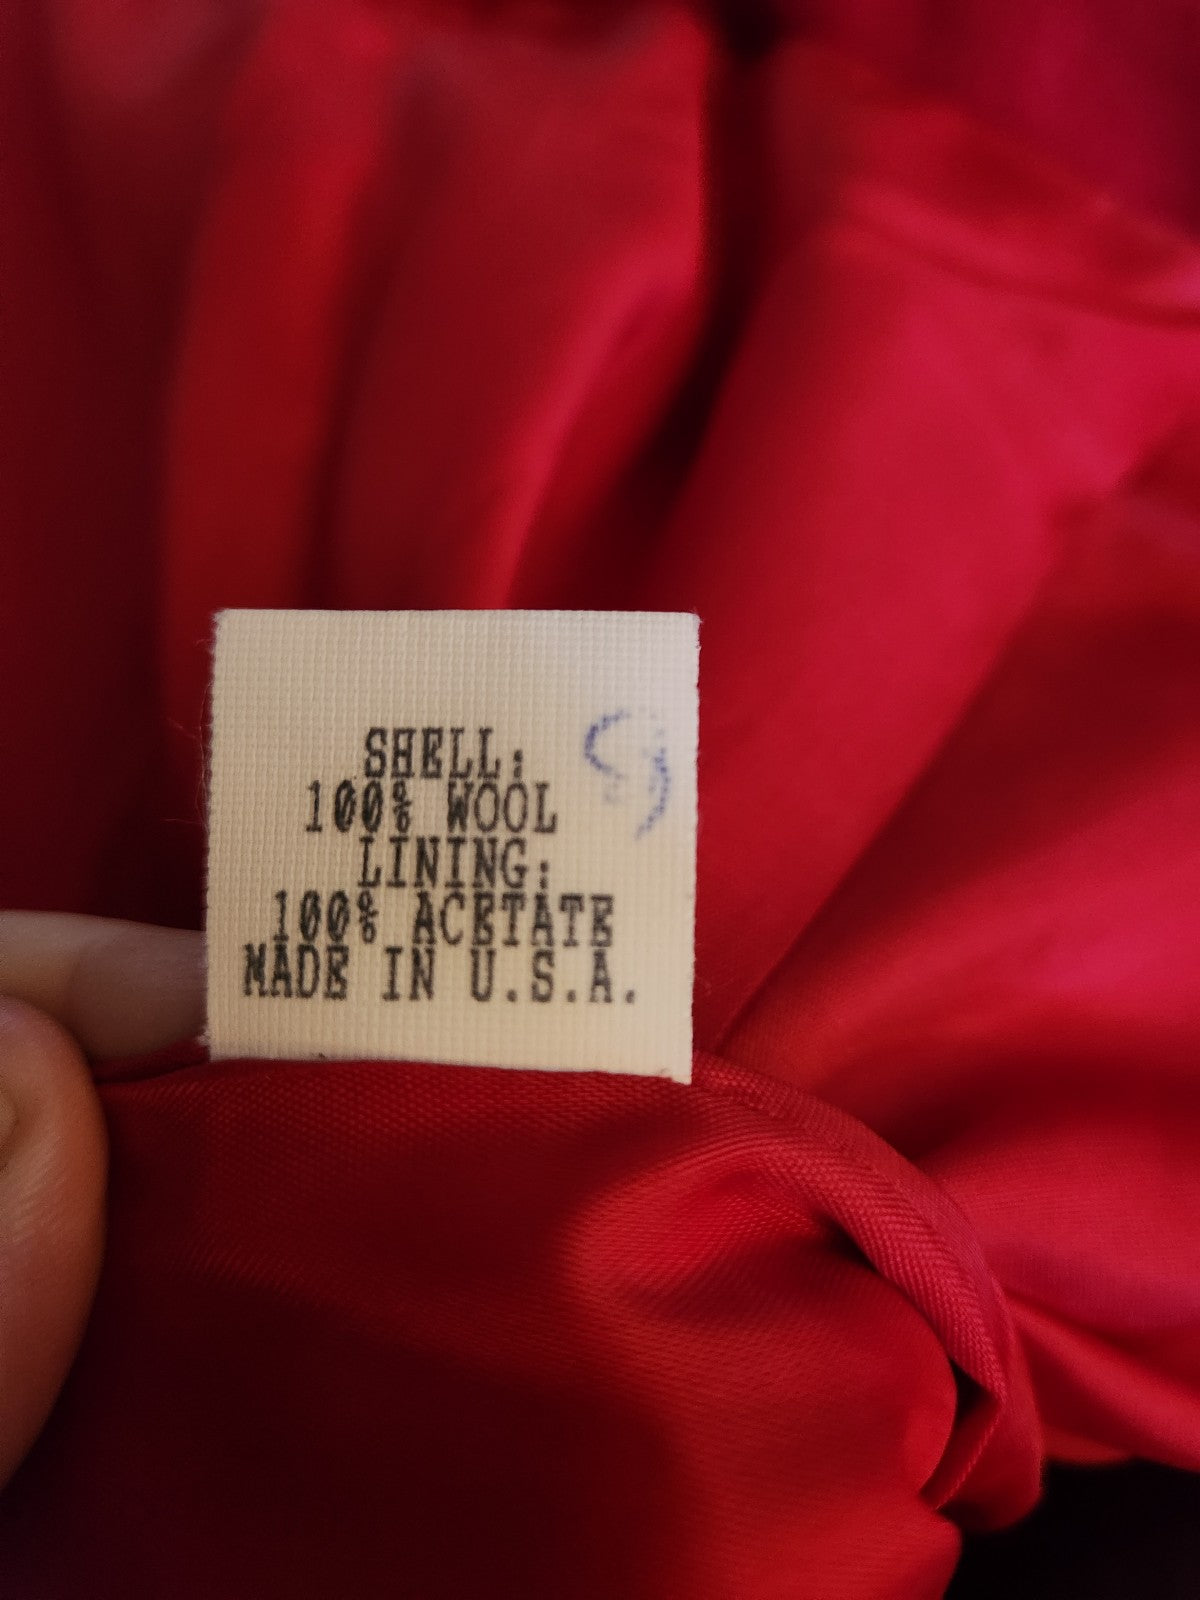 SHELL:
100% WOOL
LINING:
100% ACETATE
MADE IN U.S.A.